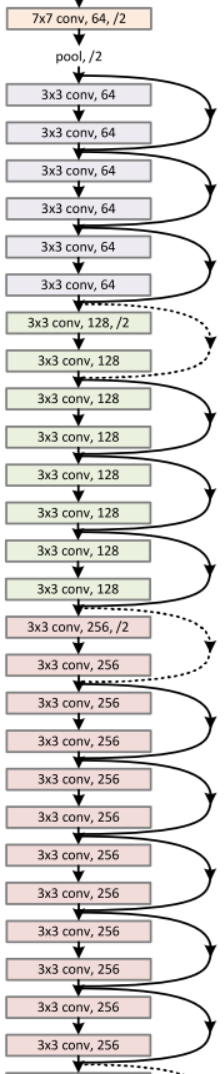 7x7 conv, 64, /2
pool, /2
3x3 conv, 64
3x3 conv, 64
3x3 conv, 64
3x3 conv, 64
3x3 conv, 64
3x3 conv, 64
3x3 conv, 128, /2
3x3 conv, 128
3x3 conv, 128
3x3 conv, 128
3x3 conv, 128
3x3 conv, 128
3x3 conv, 128
3x3 conv, 128
3x3 conv, 256, /2
3x3 conv, 256
3x3 conv, 256
3x3 conv, 256
3x3 conv, 256
3x3 conv, 256
3x3 conv, 256
3x3 conv, 256
3x3 conv, 256
3x3 conv, 256
3x3 conv, 256
3x3 conv, 256